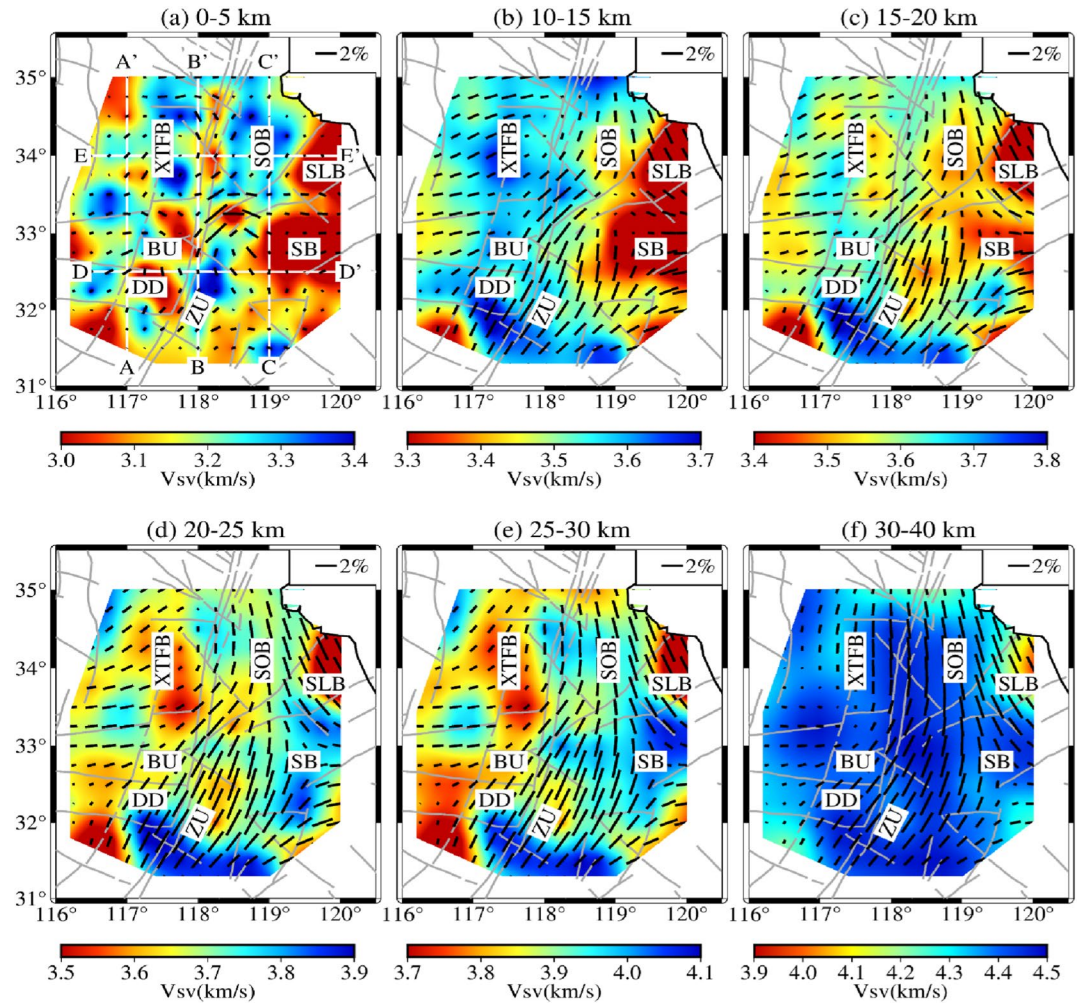 (a) 0-5 km
(b) 10-15 km
(c) 15-20 km
2%
2%
2%
A' B' C'
35°
34°
33°
32°
31°
E E'
D D'
A B C
XTFB SOB SLB
BU SB
DD
ZU
XTFB SOB SLB
BU SB
DD
ZU
XTFB SOB SLB
BU SB
DD
ZU
116° 117° 118° 119° 120°
116° 117° 118° 119° 120°
116° 117° 118° 119° 120°
3.0 3.1 3.2 3.3 3.4
Vsv(km/s)
3.3 3.4 3.5 3.6 3.7
Vsv(km/s)
3.4 3.5 3.6 3.7 3.8
Vsv(km/s)
(d) 20-25 km
(e) 25-30 km
(f) 30-40 km
2%
2%
2%
35°
34°
33°
32°
31°
XTFB SOB SLB
BU SB
DD
ZU
XTFB SOB SLB
BU SB
DD
ZU
XTFB SOB SLB
BU SB
DD
ZU
116° 117° 118° 119° 120°
116° 117° 118° 119° 120°
116° 117° 118° 119° 120°
3.5 3.6 3.7 3.8 3.9
Vsv(km/s)
3.7 3.8 3.9 4.0 4.1
Vsv(km/s)
3.9 4.0 4.1 4.2 4.3 4.4 4.5
Vsv(km/s)